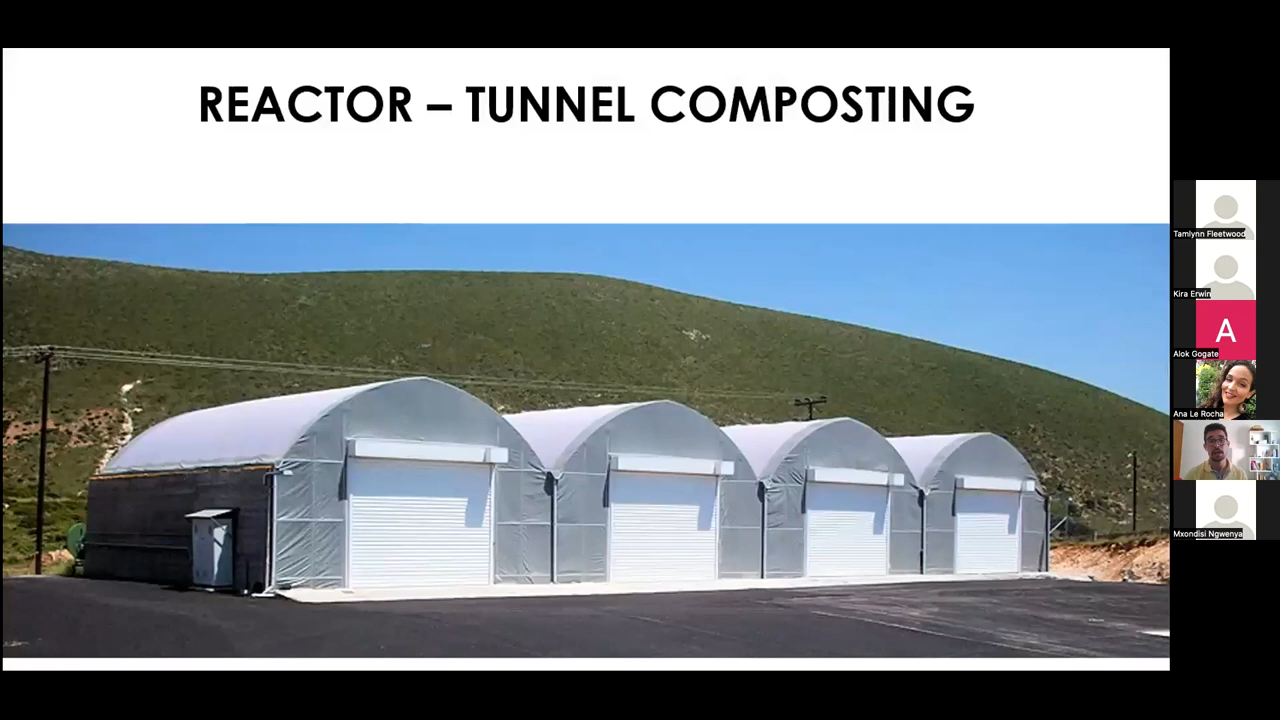 REACTOR – TUNNEL COMPOSTING
Tamlynn Fleetwood
Kira Erwin
A
Alok Gogate
Ana Le Rocha
Mxondisi Ngwenya